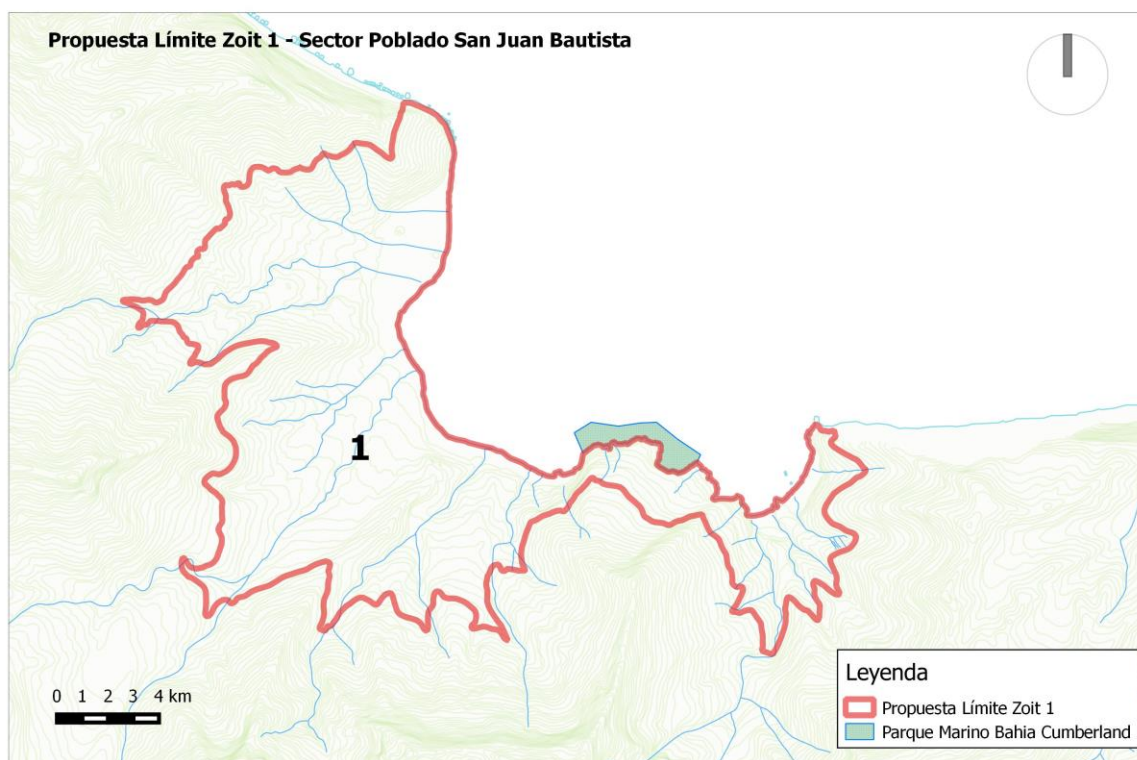 Propuesta Límite Zoit 1 - Sector Poblado San Juan Bautista
1
0 1 2 3 4 km
Leyenda
Propuesta Límite Zoit 1
Parque Marino Bahia Cumberland